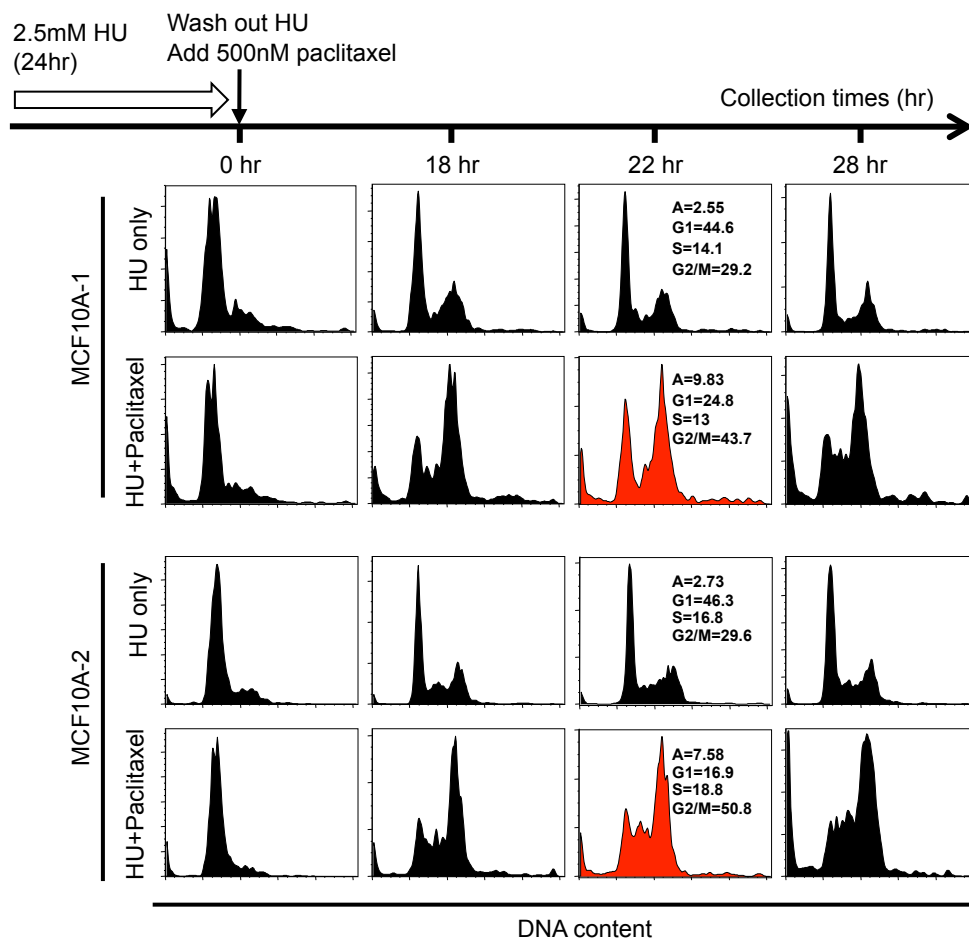 2.5mM HU
(24hr)
Wash out HU
Add 500nM paclitaxel
Collection times (hr)
0 hr
18 hr
22 hr
28 hr
MCF10A-1
HU only
A=2.55
G1=44.6
S=14.1
G2/M=29.2
HU+Paclitaxel
A=9.83
G1=24.8
S=13
G2/M=43.7
MCF10A-2
HU only
A=2.73
G1=46.3
S=16.8
G2/M=29.6
HU+Paclitaxel
A=7.58
G1=16.9
S=18.8
G2/M=50.8
DNA content